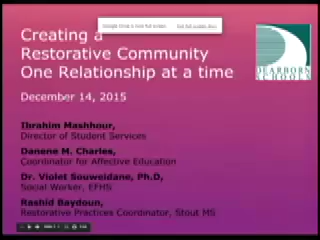 Creating a
Restorative Community
One Relationship at a time
DEARBORN
SCHOOLS
December 14, 2015
Ibrahim Mashhour,
Director of Student Services
Danene M. Charles,
Coordinator for Affective Education
Dr. Violet Souweidane, Ph.D,
Social Worker, EFHS
Rashid Baydoun,
Restorative Practices Coordinator, Stout MS